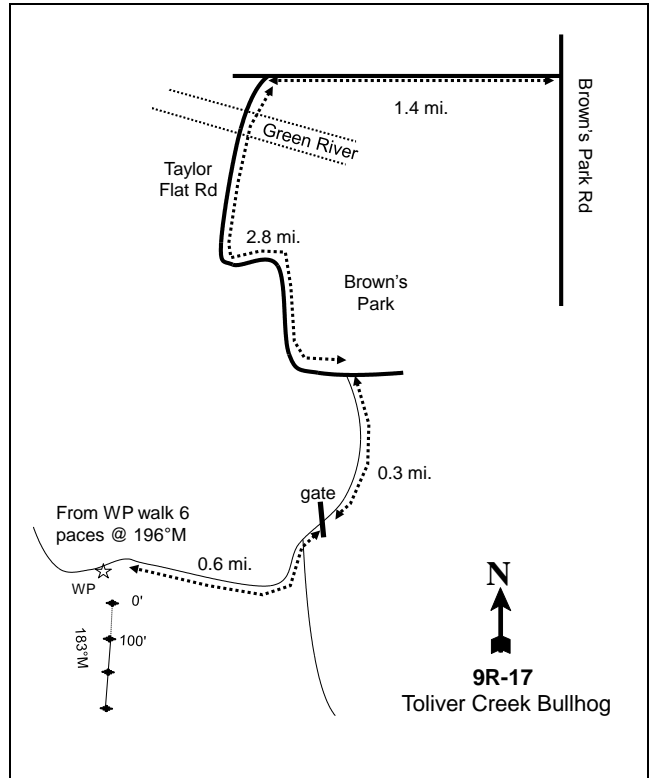 1.4 mi.
Brown's Park Rd
Green River
Taylor
Flat Rd
2.8 mi.
Brown's
Park
0.3 mi.
gate
From WP walk 6
paces @ 196°M
0.6 mi.
WP
0'
100'
183°M
N
9R-17
Toliver Creek Bullhog